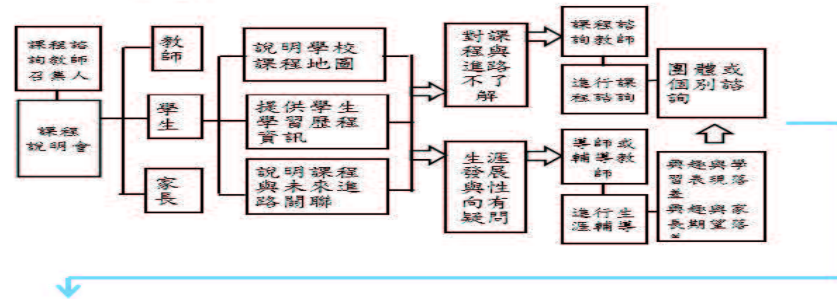 課程諮
詢教師
召集人
課程
說明會
教
師
學
生
家
長
說明學校
課程地圖
提供學生
學習歷程
資訊
說明課程
與未來進
路關聯
對課
程與
進路
不了
解
生涯
發展
與性
向有
疑問
課程諮
詢教師
進行課
程諮詢
導師或
輔導教
師
進行生
涯輔導
團體或
個別諮
詢
興趣與學
習表現落
差
興趣與家
長期望落